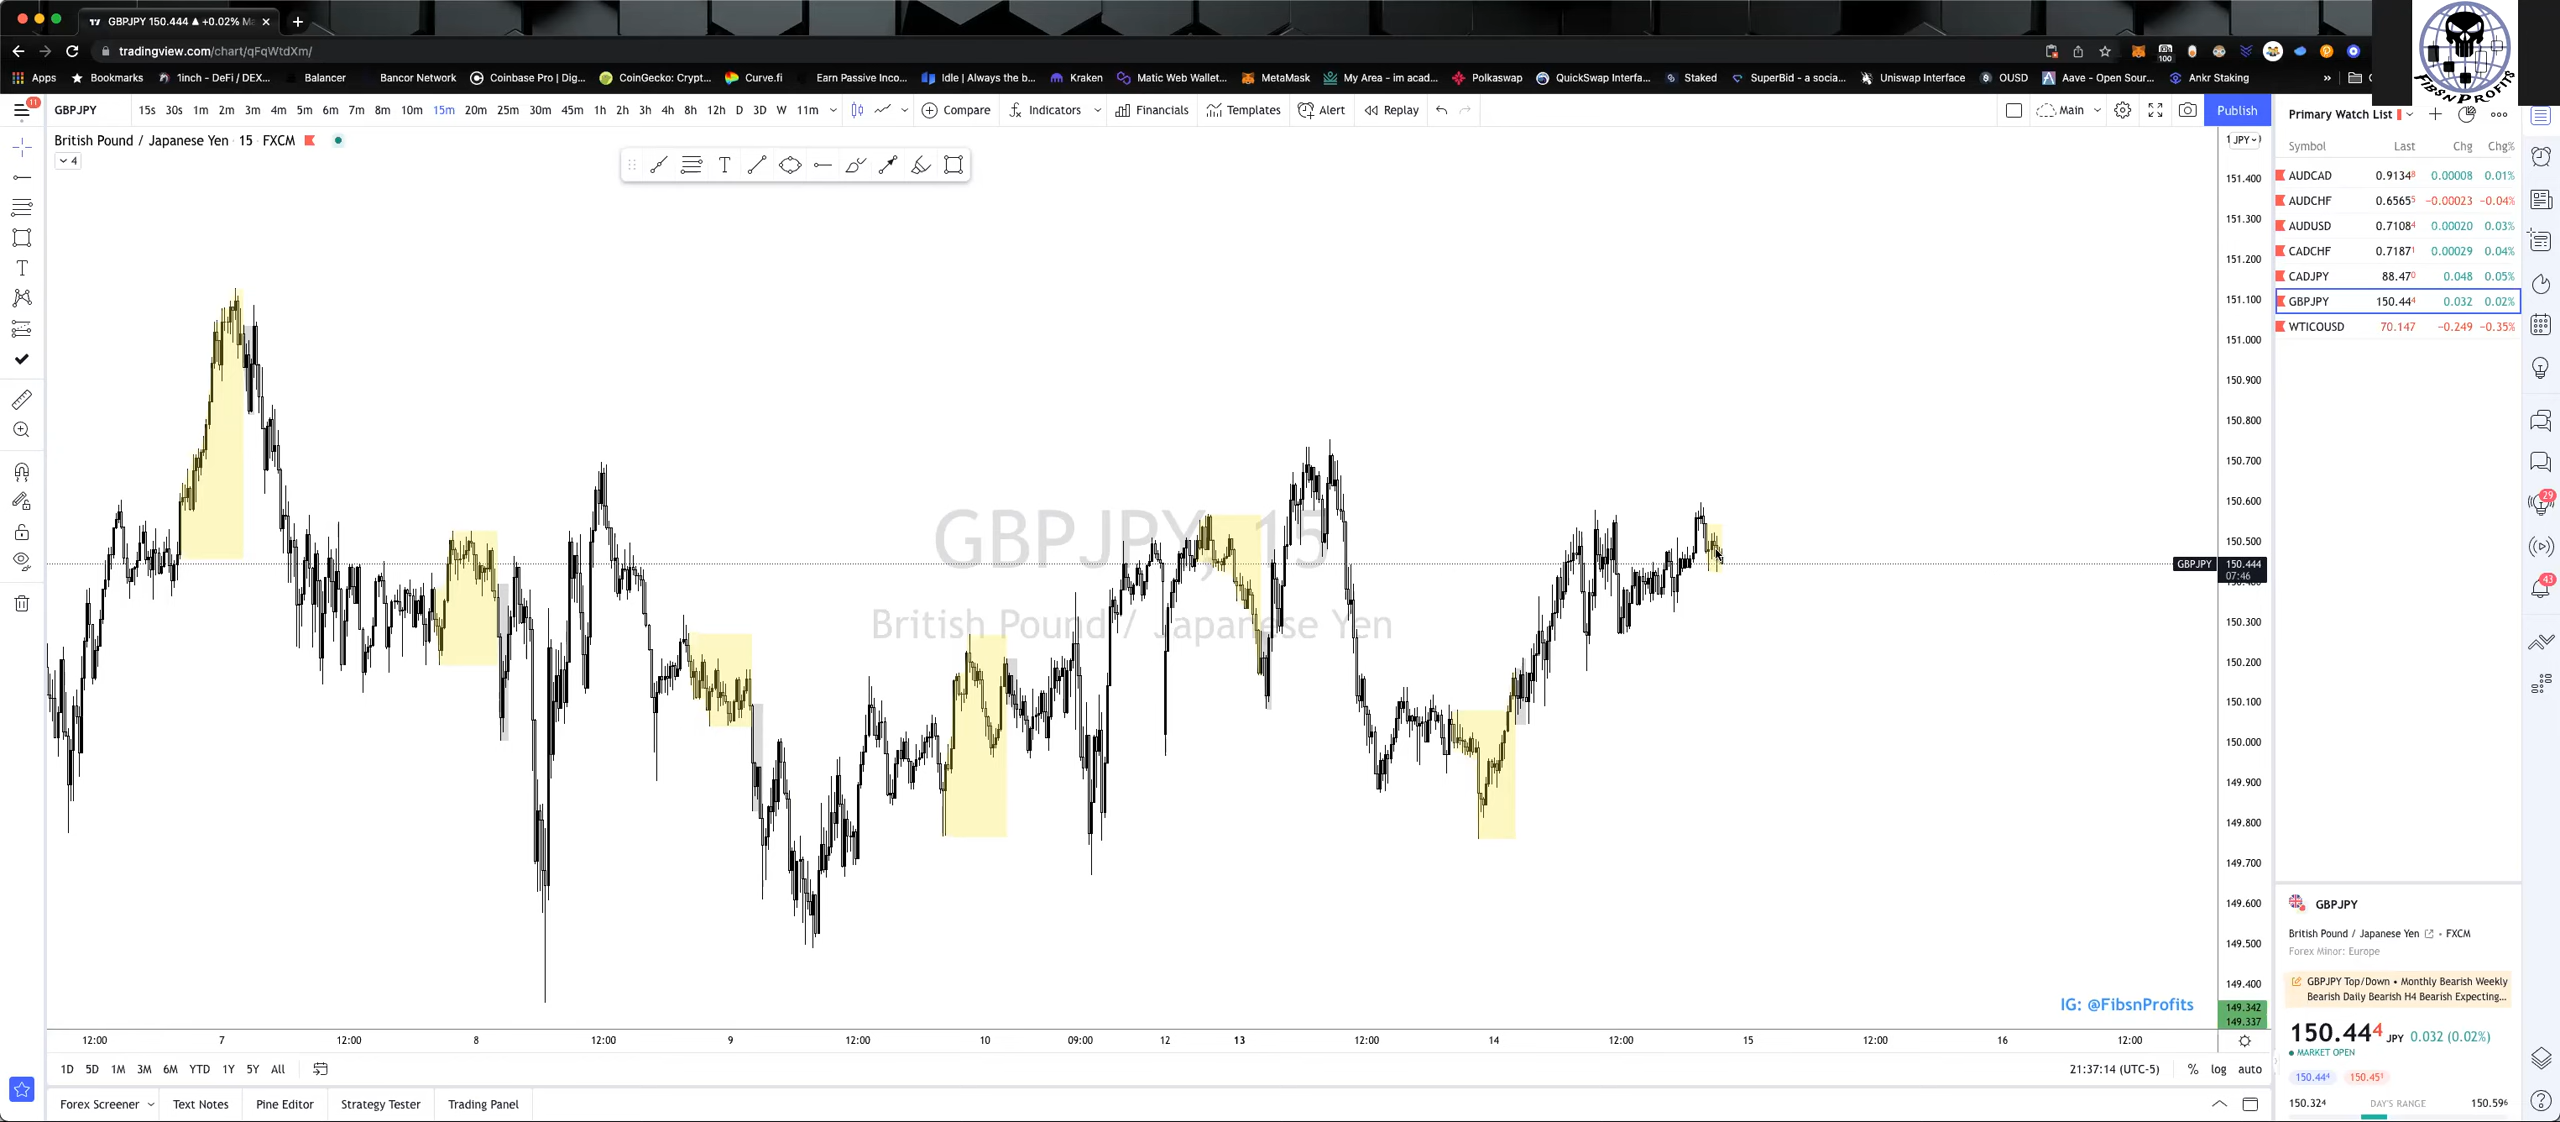 GBPJPY 150.444 ▲ +0.02% M
tradingview.com/chart/qFqWtdXm/
Apps Bookmarks 1inch - DeFi / DEX... Balancer Bancor Network Coinbase Pro | Dig... CoinGecko: Crypt... Curve.fi Earn Passive Inco... Idle | Always the b... Kraken Matic Web Wallet... MetaMask My Area - im acad... Polkaswap QuickSwap Interfa... Staked SuperBid - a socia... Uniswap Interface OUSD Aave - Open Sour... Ankr Staking »
FIBSNPROFITS
11 GBPJPY 15s 30s 1m 2m 3m 4m 5m 6m 7m 8m 10m 15m 20m 25m 30m 45m 1h 2h 3h 4h 8h 12h D 3D W 11m Compare Indicators Financials Templates Alert Replay Main Publish
British Pound / Japanese Yen · 15 · FXCM
4
JPY
151.400
151.300
151.200
151.100
151.000
150.900
150.800
150.700
150.600
150.500
GBPJPY 150.444
07:46
150.300
150.200
150.100
150.000
149.900
149.800
149.700
149.600
149.500
149.400
149.342
149.337
GBPJPY, 15
British Pound / Japanese Yen
IG: @FibsnProfits
12:00 7 12:00 8 12:00 9 12:00 10 09:00 12 13 12:00 14 12:00 15 12:00 16 12:00
1D 5D 1M 3M 6M YTD 1Y 5Y All
21:37:14 (UTC-5) % log auto
Forex Screener Text Notes Pine Editor Strategy Tester Trading Panel
Primary Watch List
Symbol Last Chg Chg%
AUDCAD 0.91348 0.00008 0.01%
AUDCHF 0.65655 −0.00023 −0.04%
AUDUSD 0.71084 0.00020 0.03%
CADCHF 0.71871 0.00029 0.04%
CADJPY 88.470 0.048 0.05%
GBPJPY 150.444 0.032 0.02%
WTICOUSD 70.147 −0.249 −0.35%
29
43
GBPJPY
British Pound / Japanese Yen • FXCM
Forex Minor: Europe
GBPJPY Top/Down • Monthly Bearish Weekly
Bearish Daily Bearish H4 Bearish Expecting...
150.444 JPY 0.032 (0.02%)
• MARKET OPEN
150.444 150.451
150.324 DAY'S RANGE 150.596